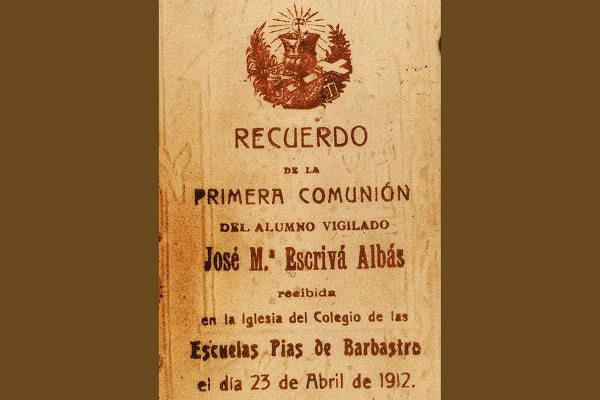 RECUERDO
DE LA
PRIMERA COMUNIÓN
DEL ALUMNO VIGILADO
José M.ª Escrivá Albás
recibida
en la Iglesia del Colegio de las
Escuelas Pias de Barbastro
el día 23 de Abril de 1912.